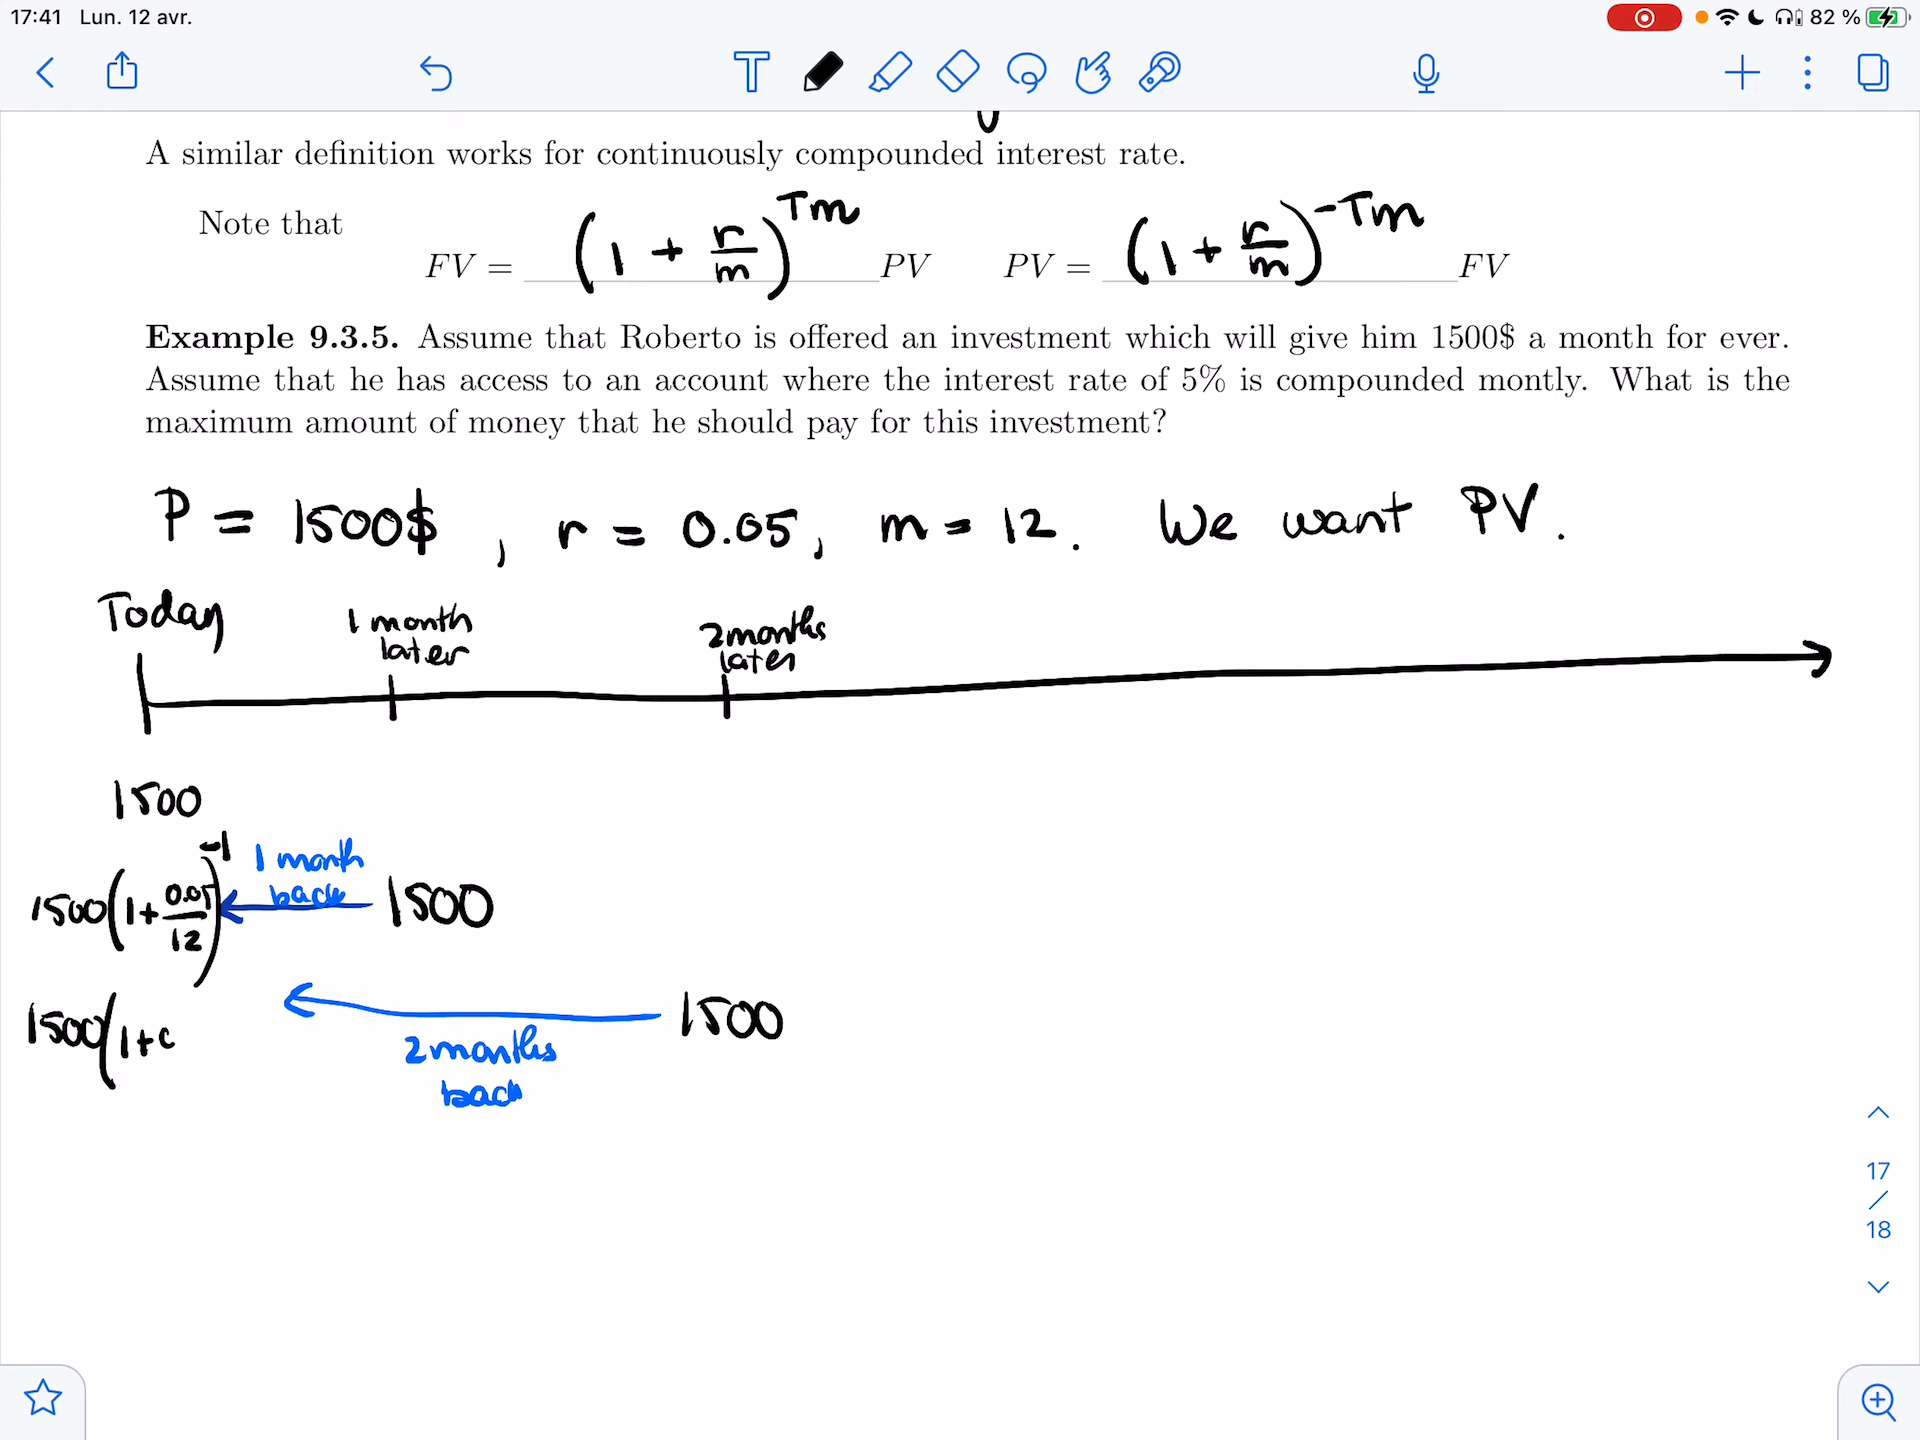 17:41 Lun. 12 avr. 82 %
A similar definition works for continuously compounded interest rate.
Note that
FV = (1 + r/m)^Tm PV PV = (1 + r/m)^-Tm FV
Example 9.3.5. Assume that Roberto is offered an investment which will give him 1500$ a month for ever.
Assume that he has access to an account where the interest rate of 5% is compounded montly. What is the
maximum amount of money that he should pay for this investment?
P = 1500$, r = 0.05, m = 12. We want PV.
Today 1 month later 2 months later
1500
1500(1+0.05/12)^-1 1 month back 1500
1500(1+ 2 months back 1500
17
/
18